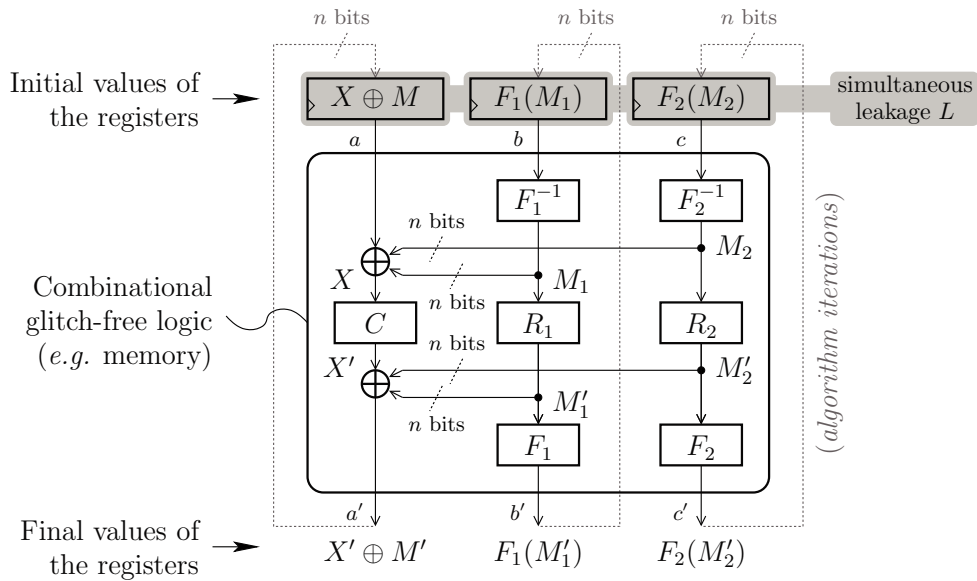 n bits n bits n bits
Initial values of
the registers
X ⊕ M F₁(M₁) F₂(M₂)
simultaneous
leakage L
a b c
F₁⁻¹ F₂⁻¹
n bits
M₂
X
n bits
M₁
Combinational
glitch-free logic
(e.g. memory)
C R₁ R₂
n bits
X′
M′₂
n bits
M′₁
F₁ F₂
(algorithm iterations)
a′ b′ c′
Final values of
the registers
X′ ⊕ M′ F₁(M′₁) F₂(M′₂)